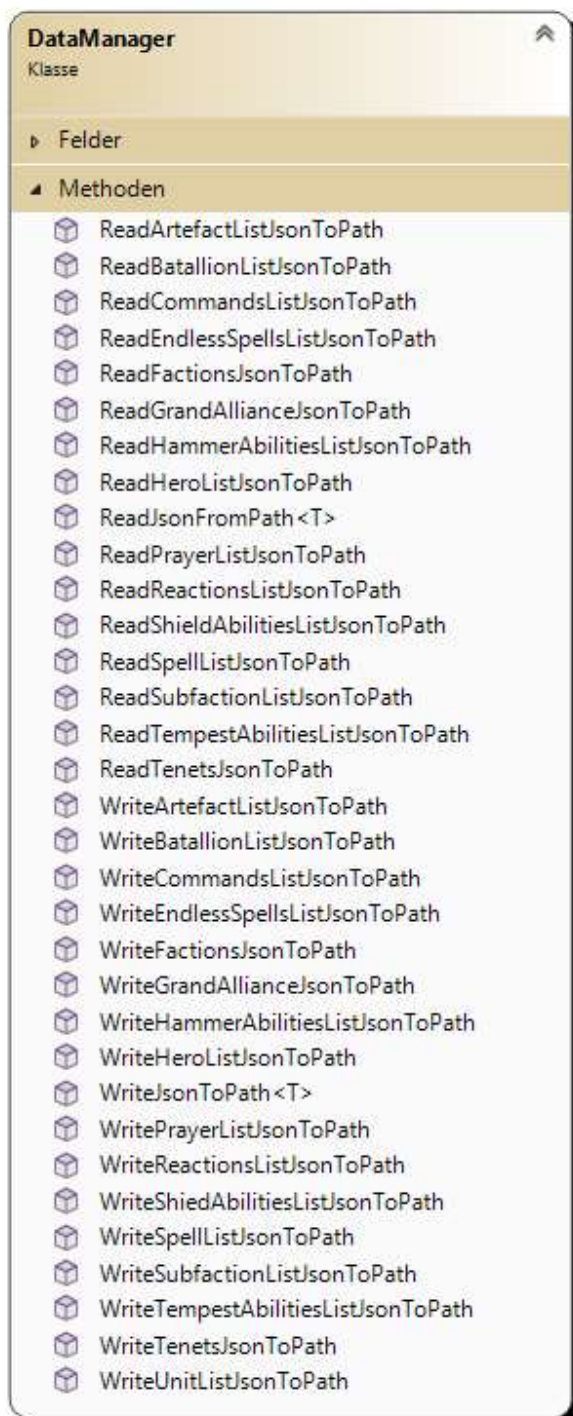 DataManager
Klasse
Felder
Methoden
ReadArtefactListJsonToPath
ReadBatallionListJsonToPath
ReadCommandsListJsonToPath
ReadEndlessSpellsListJsonToPath
ReadFactionsJsonToPath
ReadGrandAllianceJsonToPath
ReadHammerAbilitiesListJsonToPath
ReadHeroListJsonToPath
ReadJsonFromPath<T>
ReadPrayerListJsonToPath
ReadReactionsListJsonToPath
ReadShieldAbilitiesListJsonToPath
ReadSpellListJsonToPath
ReadSubfactionListJsonToPath
ReadTempestAbilitiesListJsonToPath
ReadTenetsJsonToPath
WriteArtefactListJsonToPath
WriteBatallionListJsonToPath
WriteCommandsListJsonToPath
WriteEndlessSpellsListJsonToPath
WriteFactionsJsonToPath
WriteGrandAllianceJsonToPath
WriteHammerAbilitiesListJsonToPath
WriteHeroListJsonToPath
WriteJsonToPath<T>
WritePrayerListJsonToPath
WriteReactionsListJsonToPath
WriteShiedAbilitiesListJsonToPath
WriteSpellListJsonToPath
WriteSubfactionListJsonToPath
WriteTempestAbilitiesListJsonToPath
WriteTenetsJsonToPath
WriteUnitListJsonToPath